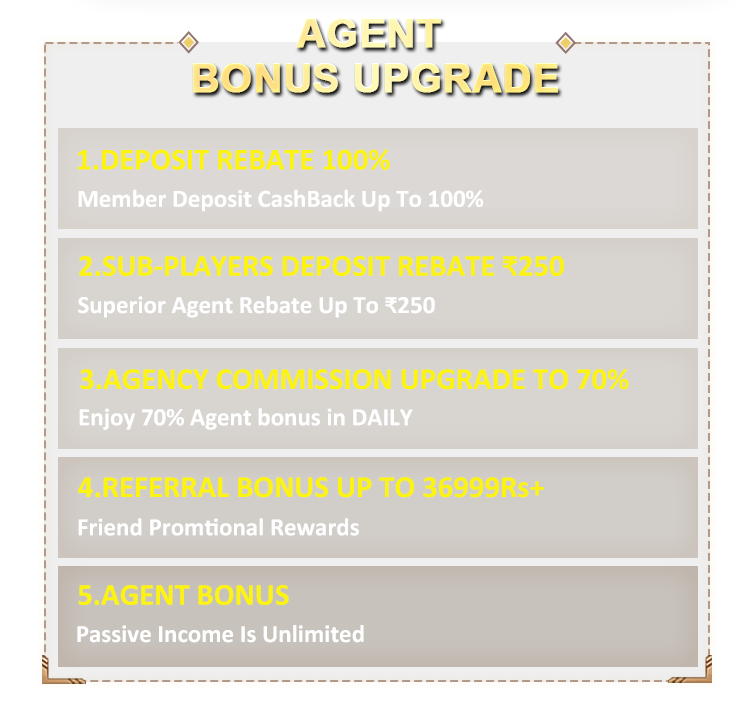 AGENT
BONUS UPGRADE
1.DEPOSIT REBATE 100%
Member Deposit CashBack Up To 100%
2.SUB-PLAYERS DEPOSIT REBATE ₹250
Superior Agent Rebate Up To ₹250
3.AGENCY COMMISSION UPGRADE TO 70%
Enjoy 70% Agent bonus in DAILY
4.REFERRAL BONUS UP TO 36999Rs+
Friend Promtional Rewards
5.AGENT BONUS
Passive Income Is Unlimited